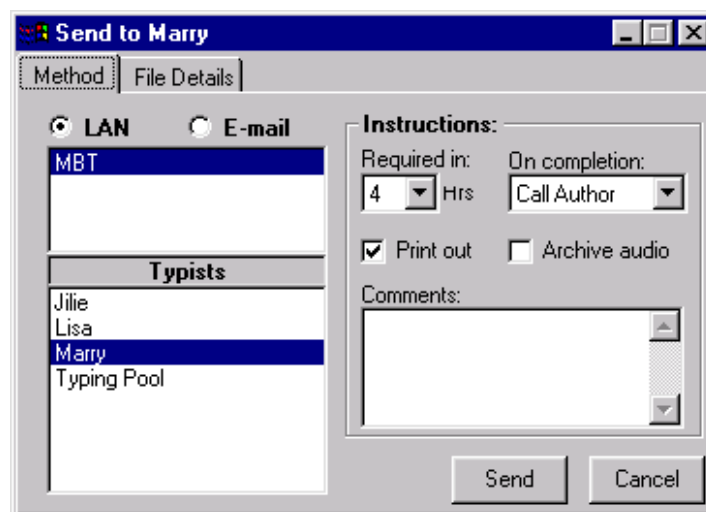 Send to Marry
Method File Details
LAN E-mail
MBT
Typists
Jilie
Lisa
Marry
Typing Pool
Instructions:
Required in: On completion:
4 Hrs Call Author
Print out Archive audio
Comments:
Send Cancel